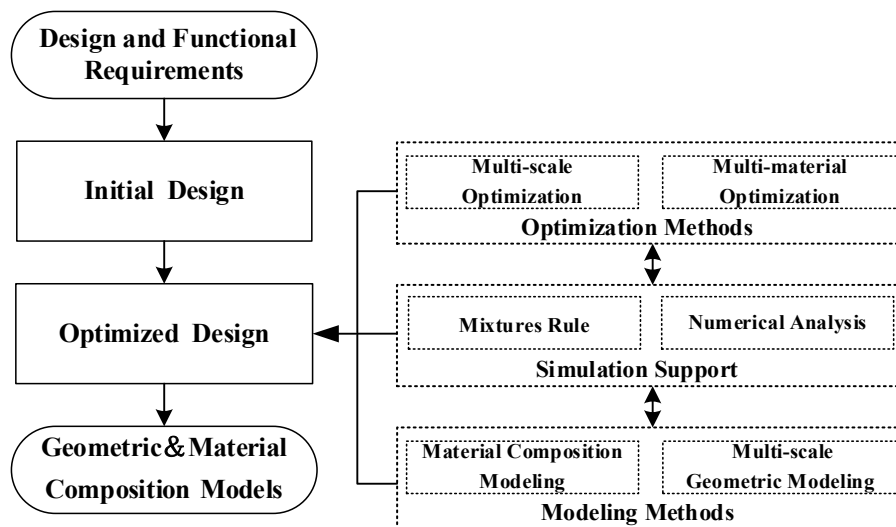 Design and Functional
Requirements
Initial Design
Optimized Design
Geometric&Material
Composition Models
Multi-scale
Optimization
Multi-material
Optimization
Optimization Methods
Mixtures Rule
Numerical Analysis
Simulation Support
Material Composition
Modeling
Multi-scale
Geometric Modeling
Modeling Methods